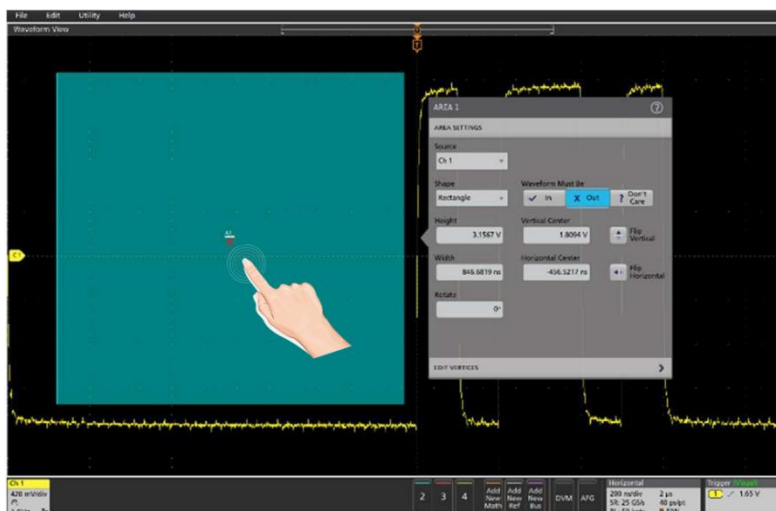 File Edit Utility Help
Waveform View
T
AREA 1
AREA SETTINGS
Source
Ch 1
Shape
Waveform Must Be
Rectangle
In
X Out
? Don't Care
Height
Vertical Center
3.1567 V
1.8094 V
Flip Vertical
Width
Horizontal Center
846.6819 ns
-456.5217 ns
Flip Horizontal
Rotate
0°
EDIT VERTICES
A1
C1
Ch 1
420 mV/div
2
3
4
Add New Math
Add New Ref
Add New Bus
DVM
AFG
Horizontal
200 ns/div 2 µs
SR: 25 GS/s 40 ps/pt
Trigger (Visual)
1 1.65 V